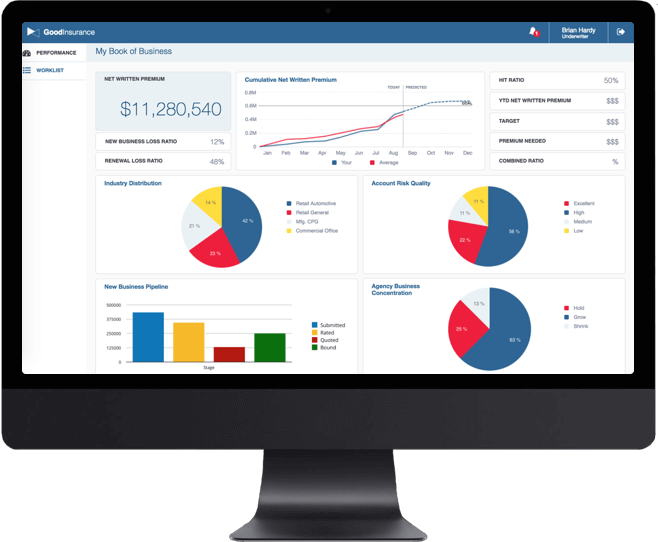 GoodInsurance
1
Brian Hardy
Underwriter
PERFORMANCE
WORKLIST
My Book of Business
NET WRITTEN PREMIUM
$11,280,540
NEW BUSINESS LOSS RATIO 12%
RENEWAL LOSS RATIO 48%
Cumulative Net Written Premium
TODAY PREDICTED
0.8M
0.6M
0.4M
0.2M
0
Jan Feb Mar Apr May Jun Jul Aug Sep Oct Nov Dec
Your Average
HIT RATIO 50%
YTD NET WRITTEN PREMIUM $$$
TARGET $$$
PREMIUM NEEDED $$$
COMBINED RATIO %
Industry Distribution
14 %
42 %
21 %
23 %
Retail Automotive
Retail General
Mfg. CPG
Commercial Office
Account Risk Quality
11 %
11 %
56 %
22 %
Excellent
High
Medium
Low
New Business Pipeline
500000
375000
250000
125000
0
Stage
Submitted
Rated
Quoted
Bound
Agency Business
Concentration
13 %
25 %
63 %
Hold
Grow
Shrink